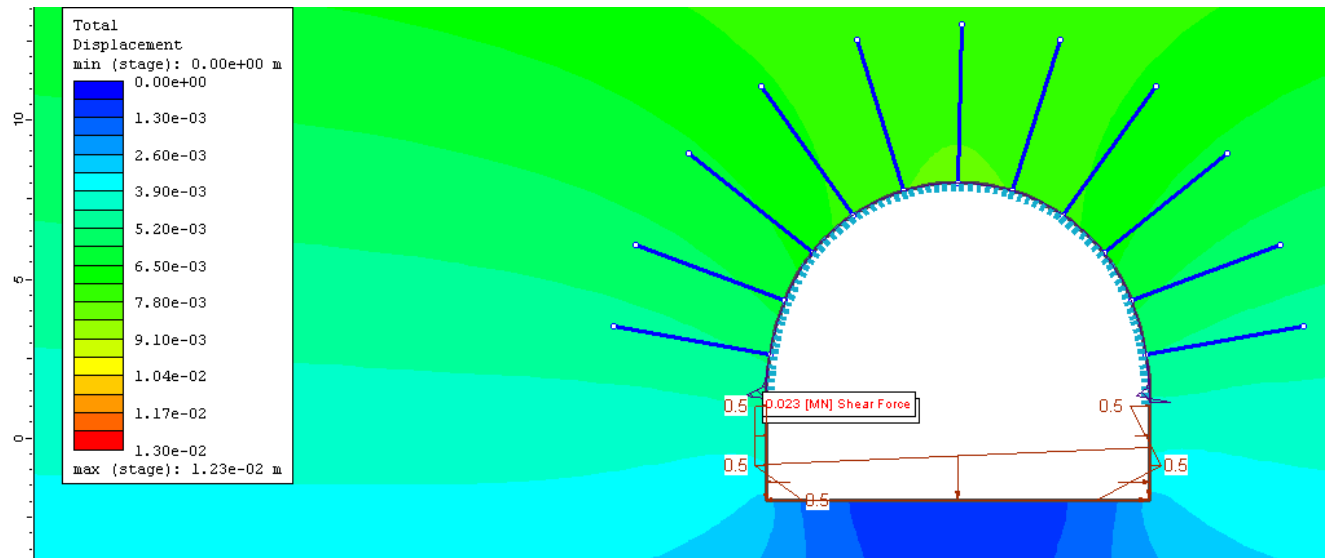 Total
Displacement
min (stage): 0.00e+00 m
0.00e+00
1.30e-03
2.60e-03
3.90e-03
5.20e-03
6.50e-03
7.80e-03
9.10e-03
1.04e-02
1.17e-02
1.30e-02
max (stage): 1.23e-02 m
10
5
0
0.5
0.023 [MN] Shear Force
0.5
0.5
0.5
0.5